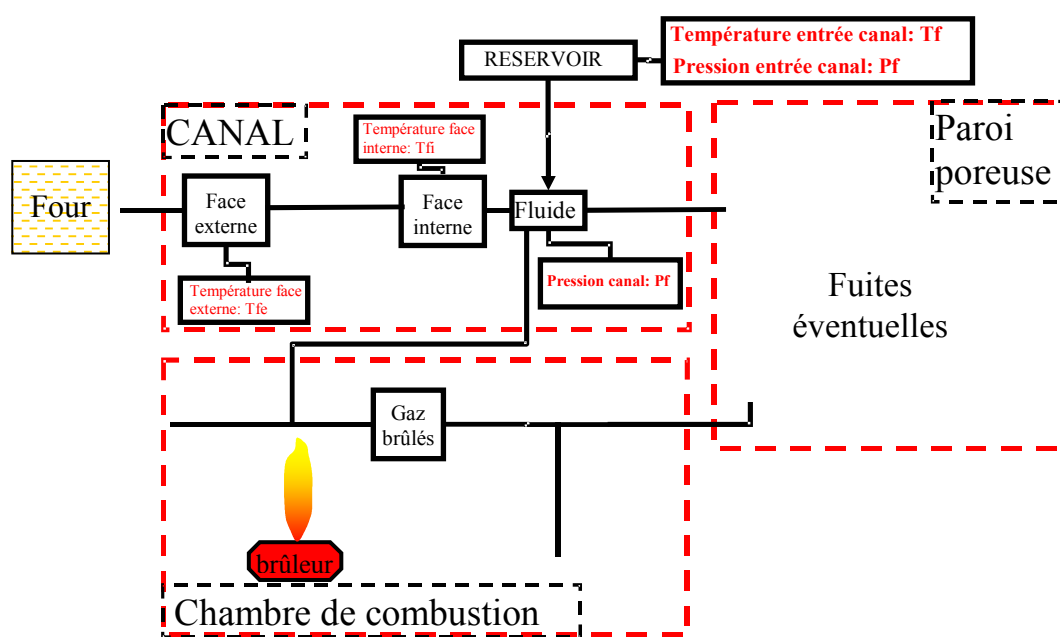 RESERVOIR
Température entrée canal: Tf
Pression entrée canal: Pf
CANAL
Température face
interne: Tfi
Paroi
poreuse
Four
Face
externe
Face
interne
Fluide
Température face
externe: Tfe
Pression canal: Pf
Fuites
éventuelles
Gaz
brûlés
brûleur
Chambre de combustion